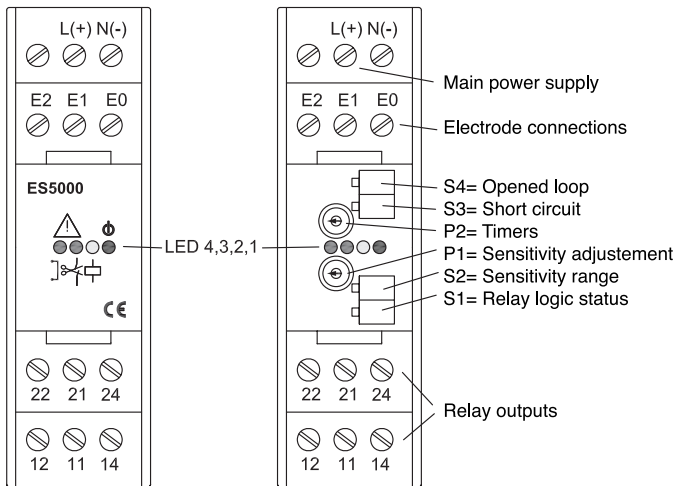 L(+) N(-)
E2 E1 E0
ES5000
CE
22 21 24
12 11 14
LED 4,3,2,1
L(+) N(-)
E2 E1 E0
22 21 24
12 11 14
Main power supply
Electrode connections
S4= Opened loop
S3= Short circuit
P2= Timers
P1= Sensitivity adjustement
S2= Sensitivity range
S1= Relay logic status
Relay outputs